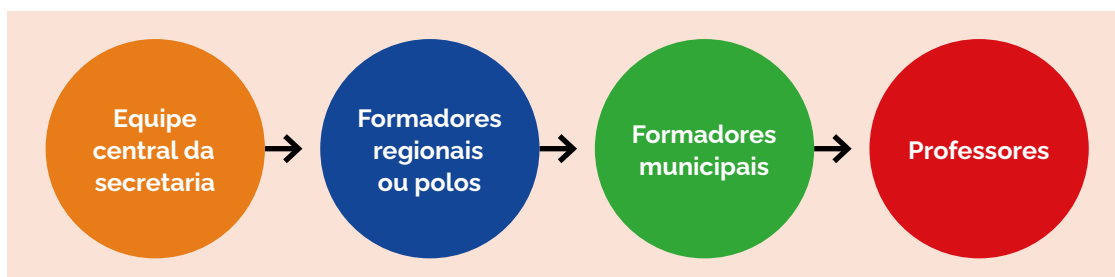 Equipe
central da
secretaria
Formadores
regionais
ou polos
Formadores
municipais
Professores